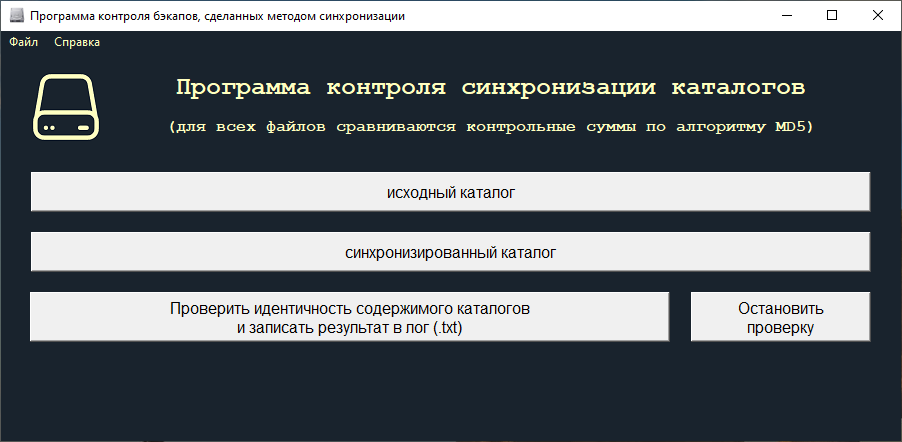 Программа контроля бэкапов, сделанных методом синхронизации
Файл Справка
Программа контроля синхронизации каталогов
(для всех файлов сравниваются контрольные суммы по алгоритму MD5)
исходный каталог
синхронизированный каталог
Проверить идентичность содержимого каталогов
и записать результат в лог (.txt)
Остановить
проверку